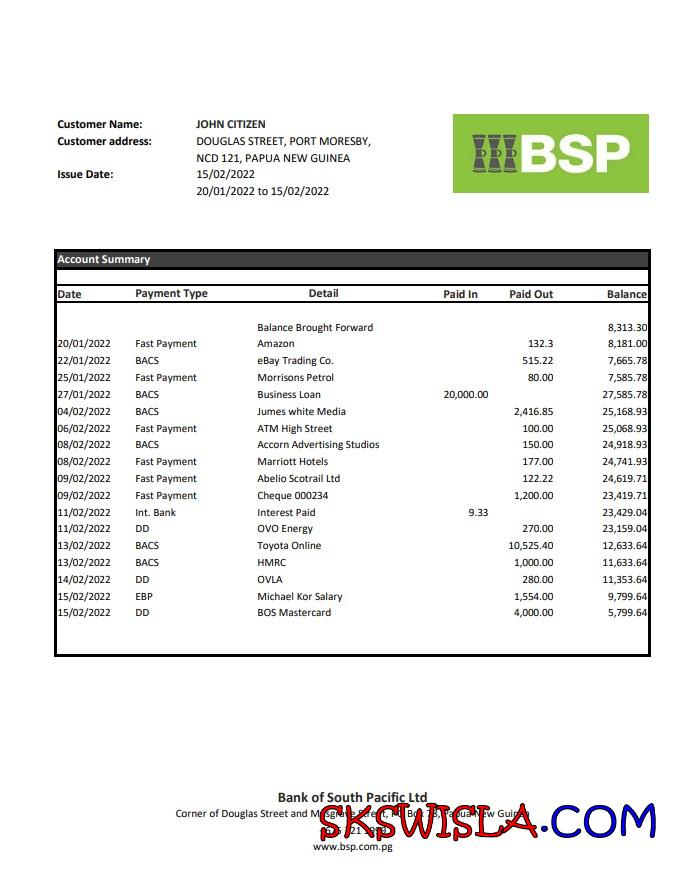 Customer Name: JOHN CITIZEN
Customer address: DOUGLAS STREET, PORT MORESBY,
NCD 121, PAPUA NEW GUINEA
Issue Date: 15/02/2022
20/01/2022 to 15/02/2022
BSP
Account Summary
Date Payment Type Detail Paid In Paid Out Balance
Balance Brought Forward 8,313.30
20/01/2022 Fast Payment Amazon 132.3 8,181.00
22/01/2022 BACS eBay Trading Co. 515.22 7,665.78
25/01/2022 Fast Payment Morrisons Petrol 80.00 7,585.78
27/01/2022 BACS Business Loan 20,000.00 27,585.78
04/02/2022 BACS Jumes white Media 2,416.85 25,168.93
06/02/2022 Fast Payment ATM High Street 100.00 25,068.93
08/02/2022 BACS Accorn Advertising Studios 150.00 24,918.93
08/02/2022 Fast Payment Marriott Hotels 177.00 24,741.93
09/02/2022 Fast Payment Abelio Scotrail Ltd 122.22 24,619.71
09/02/2022 Fast Payment Cheque 000234 1,200.00 23,419.71
11/02/2022 Int. Bank Interest Paid 9.33 23,429.04
11/02/2022 DD OVO Energy 270.00 23,159.04
13/02/2022 BACS Toyota Online 10,525.40 12,633.64
13/02/2022 BACS HMRC 1,000.00 11,633.64
14/02/2022 DD OVLA 280.00 11,353.64
15/02/2022 EBP Michael Kor Salary 1,554.00 9,799.64
15/02/2022 DD BOS Mastercard 4,000.00 5,799.64
Bank of South Pacific Ltd
Corner of Douglas Street and Papua New Guinea
SKSWISLA.COM
www.bsp.com.pg